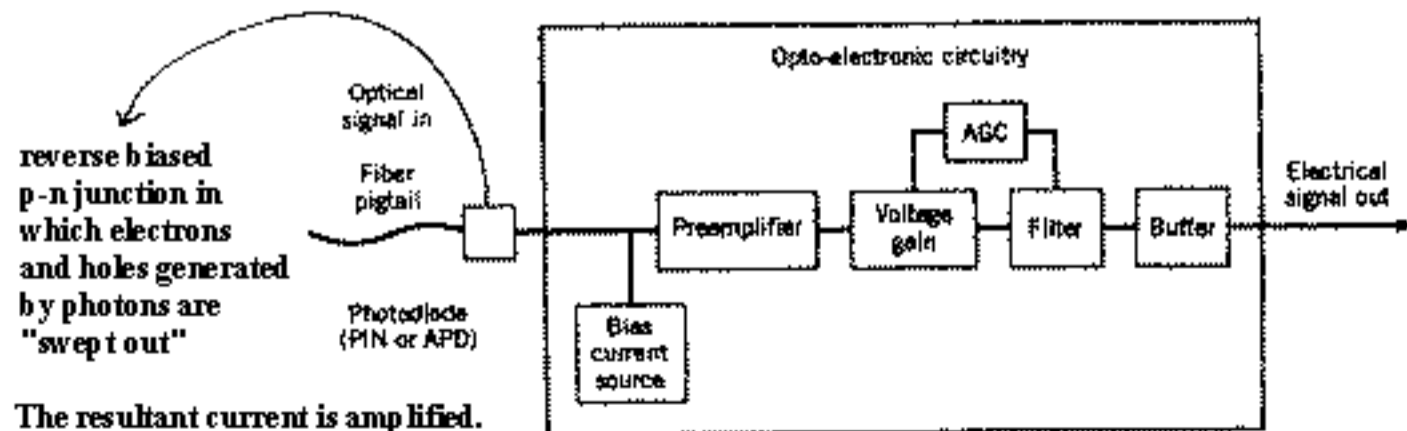 Opto-electronic circuitry
Optical
signal in
AGC
reverse biased
p-n junction in
which electrons
and holes generated
by photons are
"swept out"
Fiber
pigtail
Preamplifier
Voltage
gain
Filter
Buffer
Electrical
signal out
Photodiode
(PIN or APD)
Bias
current
source
The resultant current is amplified.